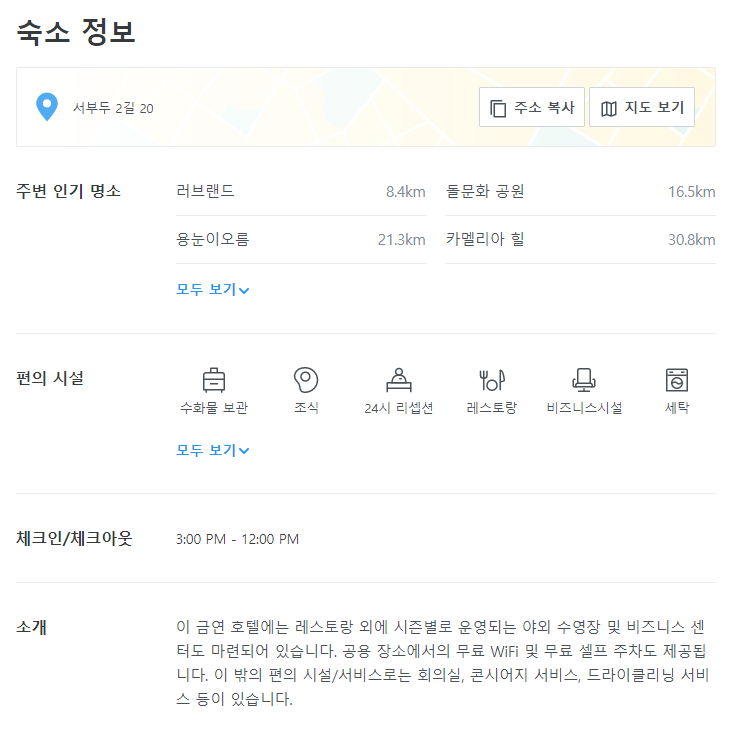 숙소 정보
서부두 2길 20
주소 복사
지도 보기
주변 인기 명소
러브랜드 8.4km
돌문화 공원 16.5km
용눈이오름 21.3km
카멜리아 힐 30.8km
모두 보기
편의 시설
수화물 보관
조식
24시 리셉션
레스토랑
비즈니스시설
세탁
모두 보기
체크인/체크아웃
3:00 PM - 12:00 PM
소개
이 금연 호텔에는 레스토랑 외에 시즌별로 운영되는 야외 수영장 및 비즈니스 센
터도 마련되어 있습니다. 공용 장소에서의 무료 WiFi 및 무료 셀프 주차도 제공됩
니다. 이 밖의 편의 시설/서비스로는 회의실, 콘시어지 서비스, 드라이클리닝 서비
스 등이 있습니다.